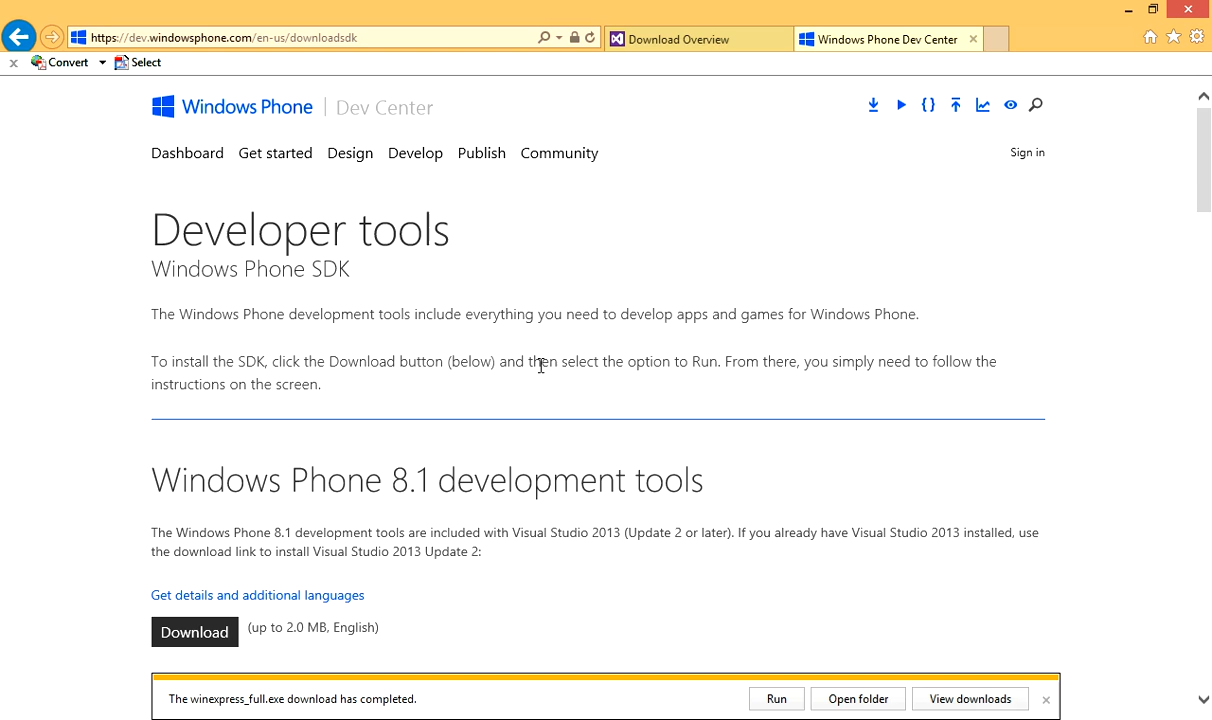 https://dev.windowsphone.com/en-us/downloadsdk
Download Overview
Windows Phone Dev Center
Convert
Select
Windows Phone | Dev Center
Dashboard Get started Design Develop Publish Community
Sign in
Developer tools
Windows Phone SDK
The Windows Phone development tools include everything you need to develop apps and games for Windows Phone.
To install the SDK, click the Download button (below) and then select the option to Run. From there, you simply need to follow the
instructions on the screen.
Windows Phone 8.1 development tools
The Windows Phone 8.1 development tools are included with Visual Studio 2013 (Update 2 or later). If you already have Visual Studio 2013 installed, use
the download link to install Visual Studio 2013 Update 2:
Get details and additional languages
Download (up to 2.0 MB, English)
The winexpress_full.exe download has completed. Run Open folder View downloads